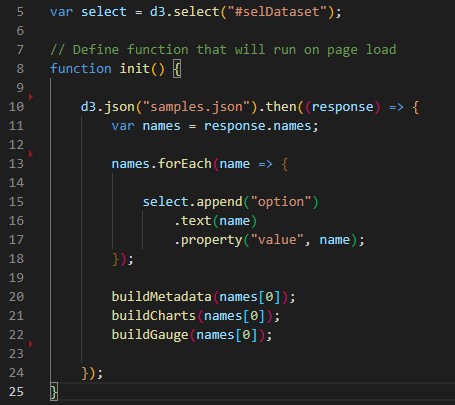 5 var select = d3.select("#selDataset");
6
7 // Define function that will run on page load
8 function init() {
9
10     d3.json("samples.json").then((response) => {
11         var names = response.names;
12
13         names.forEach(name => {
14
15             select.append("option")
16                 .text(name)
17                 .property("value", name);
18         });
19
20         buildMetadata(names[0]);
21         buildCharts(names[0]);
22         buildGauge(names[0]);
23
24     });
25 }